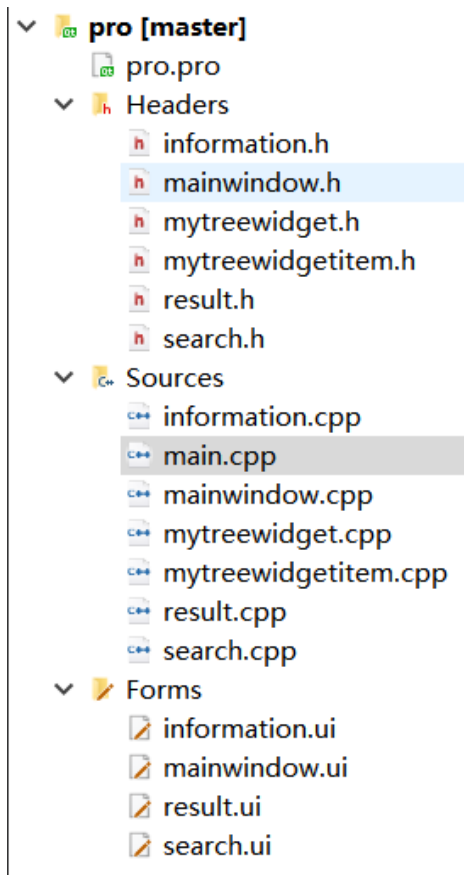 pro [master]
pro.pro
Headers
information.h
mainwindow.h
mytreewidget.h
mytreewidgetitem.h
result.h
search.h
Sources
information.cpp
main.cpp
mainwindow.cpp
mytreewidget.cpp
mytreewidgetitem.cpp
result.cpp
search.cpp
Forms
information.ui
mainwindow.ui
result.ui
search.ui